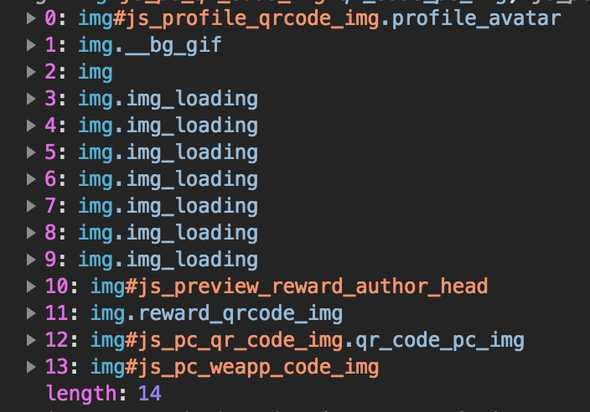 0: img#js_profile_qrcode_img.profile_avatar
1: img.__bg_gif
2: img
3: img.img_loading
4: img.img_loading
5: img.img_loading
6: img.img_loading
7: img.img_loading
8: img.img_loading
9: img.img_loading
10: img#js_preview_reward_author_head
11: img.reward_qrcode_img
12: img#js_pc_qr_code_img.qr_code_pc_img
13: img#js_pc_weapp_code_img
length: 14